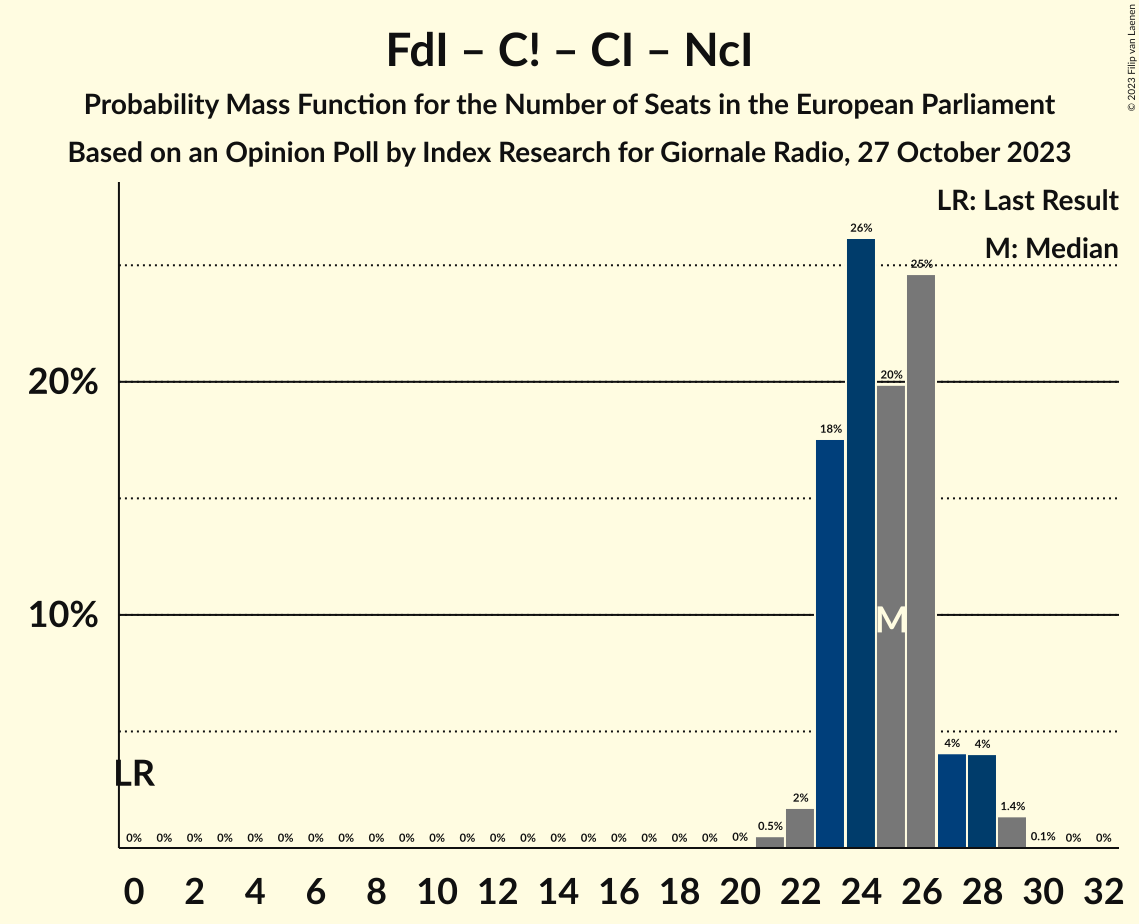 FdI – C! – CI – NcI
Probability Mass Function for the Number of Seats in the European Parliament
Based on an Opinion Poll by Index Research for Giornale Radio, 27 October 2023
© 2023 Filip van Laenen
LR: Last Result
M: Median
26%
25%
20%
20%
18%
10%
M
4%
4%
LR
2%
1.4%
0.5%
0% 0% 0% 0% 0% 0% 0% 0% 0% 0% 0% 0% 0% 0% 0% 0% 0% 0% 0% 0% 0% 0.1% 0% 0%
0 2 4 6 8 10 12 14 16 18 20 22 24 26 28 30 32